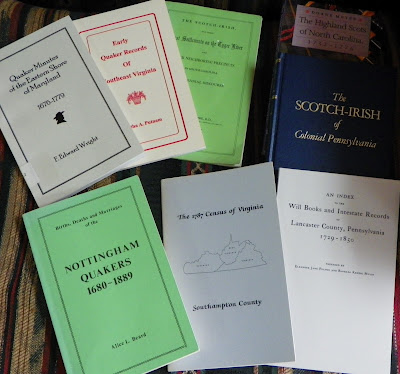 Quaker Minutes
of the Eastern Shore
of Maryland
1670-1779
F. Edward Wright
Early
Quaker Records
Of
Southeast Virginia
A. Putnam
THE SCOTCH-IRISH
The Highland Scots
of North Carolina,
The
SCOTCH-IRISH
of
Colonial Pennsylvania
Births, Deaths and Marriages
of the
NOTTINGHAM
QUAKERS
1680-1889
Alice L. Beard
The 1787 Census of Virginia
Southampton County
AN INDEX
to the
Will Books and Intestate Records
of
Lancaster County, Pennsylvania
1729-1850